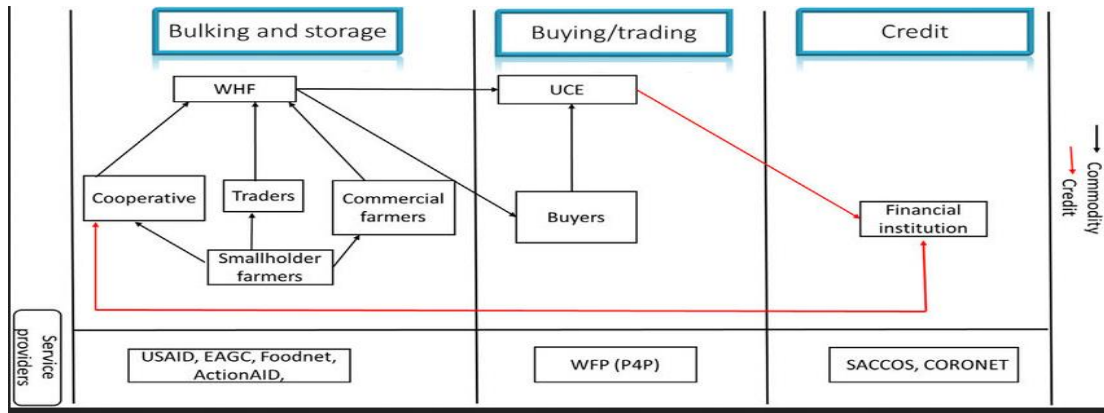 Bulking and storage
Buying/trading
Credit
WHF
UCE
Cooperative
Traders
Commercial
farmers
Buyers
Financial
institution
Smallholder
farmers
Commodity
Credit
Service
providers
USAID, EAGC, Foodnet,
ActionAID,
WFP (P4P)
SACCOS, CORONET